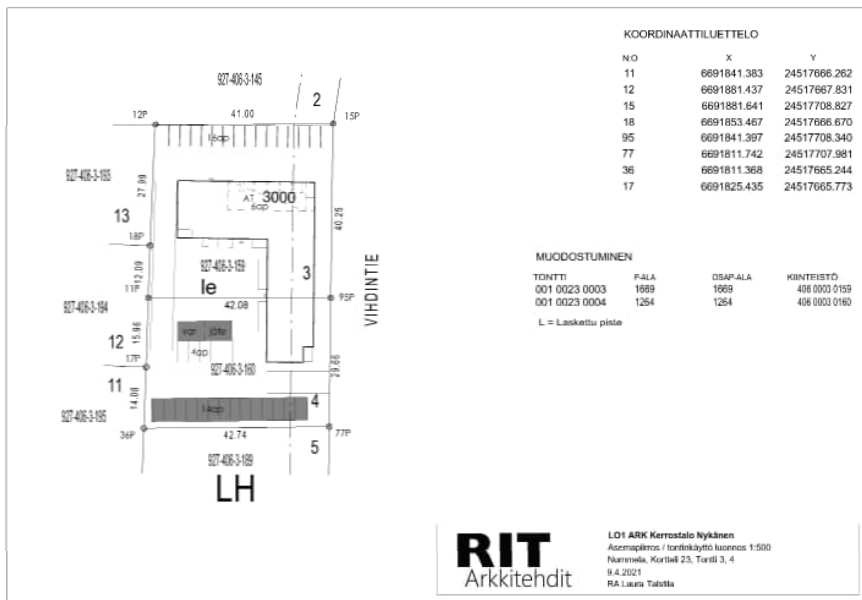 927-406-3-145
2
12P
41.00
15P
16ap
927-406-3-193
27.99
AT 3000
6ap
40.25
13
18P
927-406-3-159
3
12.09
le
VIHDINTIE
11P
42.08
95P
927-406-3-194
15.96
var jäte
12
4ap
17P
927-406-3-160
29.66
11
14.08
14ap
4
927-406-3-195
36P
42.74
77P
5
927-406-3-189
LH
KOORDINAATTILUETTELO
N:O X Y
11 6691841.383 24517666.262
12 6691881.437 24517667.831
15 6691881.641 24517708.827
18 6691853.467 24517666.670
95 6691841.397 24517708.340
77 6691811.742 24517707.981
36 6691811.368 24517665.244
17 6691825.435 24517665.773
MUODOSTUMINEN
TONTTI P-ALA OSAP-ALA KIINTEISTÖ
001 0023 0003 1669 1669 406 0003 0159
001 0023 0004 1264 1264 406 0003 0160
L = Laskettu piste
RIT
Arkkitehdit
LO1 ARK Kerrostalo Nykänen
Asemapiirros / tontinkäyttö luonnos 1:500
Nummela, Kortteli 23, Tontti 3, 4
9.4.2021
RA Laura Talstila